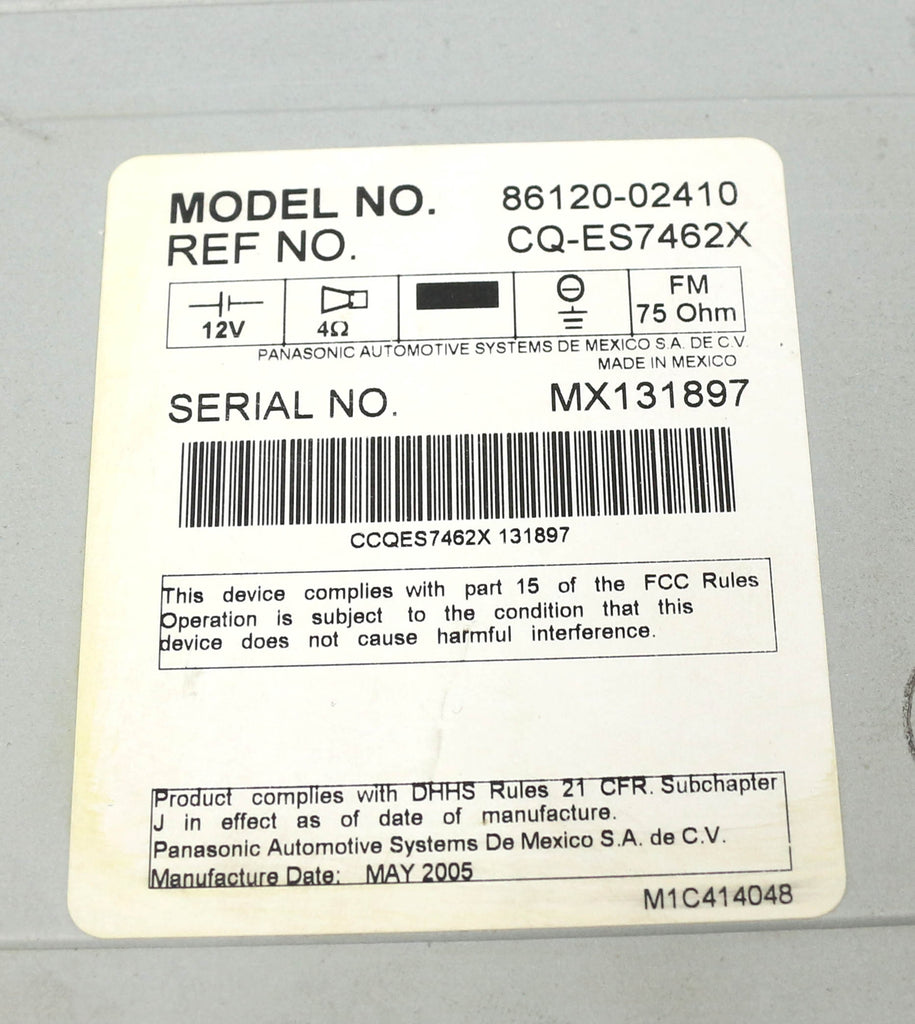 MODEL NO. 86120-02410
REF NO. CQ-ES7462X
12V 4Ω FM 75 Ohm
PANASONIC AUTOMOTIVE SYSTEMS DE MEXICO S.A. DE C.V.
MADE IN MEXICO
SERIAL NO. MX131897
CCQES7462X 131897
This device complies with part 15 of the FCC Rules
Operation is subject to the condition that this
device does not cause harmful interference.
Product complies with DHHS Rules 21 CFR. Subchapter
J in effect as of date of manufacture.
Panasonic Automotive Systems De Mexico S.A. de C.V.
Manufacture Date: MAY 2005
M1C414048